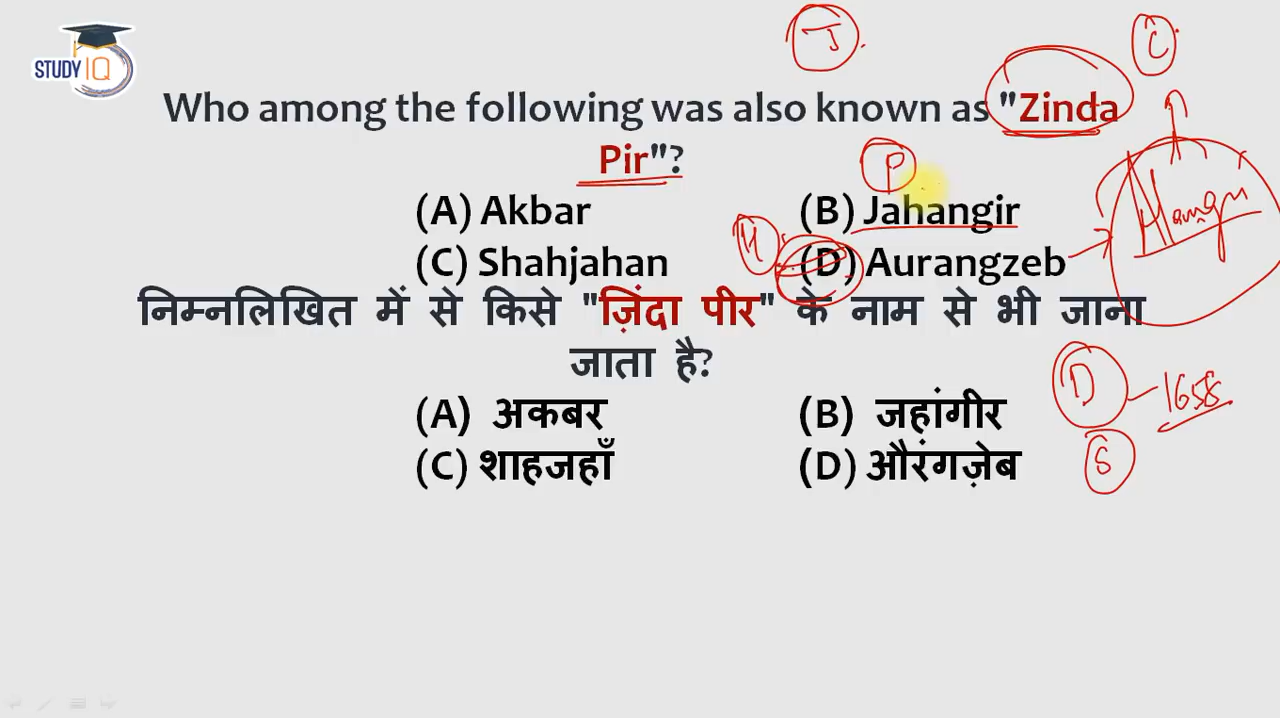 STUDY IQ
J
C
Who among the following was also known as "Zinda
Pir"?
P
(A) Akbar
(B) Jahangir
H
(C) Shahjahan
(D) Aurangzeb
निम्नलिखित में से किसे "ज़िंदा पीर" के नाम से भी जाना
जाता है?
D - 1658
(A) अकबर
(B) जहांगीर
S
(C) शाहजहाँ
(D) औरंगज़ेब